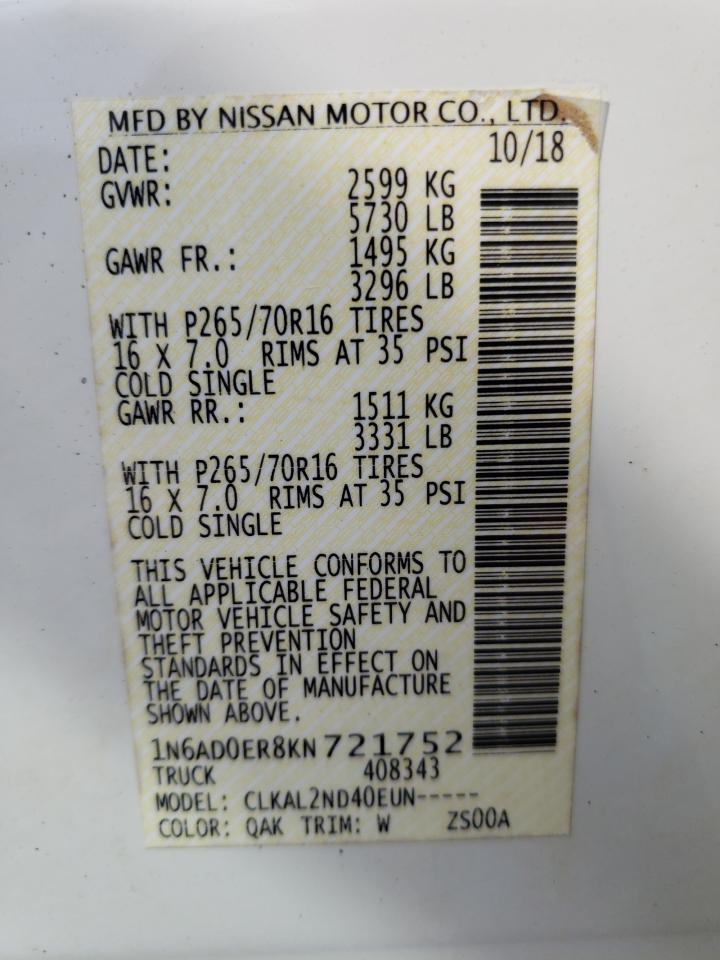 MFD BY NISSAN MOTOR CO., LTD.
DATE: 10/18
GVWR: 2599 KG
5730 LB
GAWR FR.: 1495 KG
3296 LB
WITH P265/70R16 TIRES
16 X 7.0 RIMS AT 35 PSI
COLD SINGLE
GAWR RR.: 1511 KG
3331 LB
WITH P265/70R16 TIRES
16 X 7.0 RIMS AT 35 PSI
COLD SINGLE
THIS VEHICLE CONFORMS TO
ALL APPLICABLE FEDERAL
MOTOR VEHICLE SAFETY AND
THEFT PREVENTION
STANDARDS IN EFFECT ON
THE DATE OF MANUFACTURE
SHOWN ABOVE.
1N6AD0ER8KN721752
TRUCK 408343
MODEL: CLKAL2ND40EUN-----
COLOR: QAK TRIM: W ZS00A